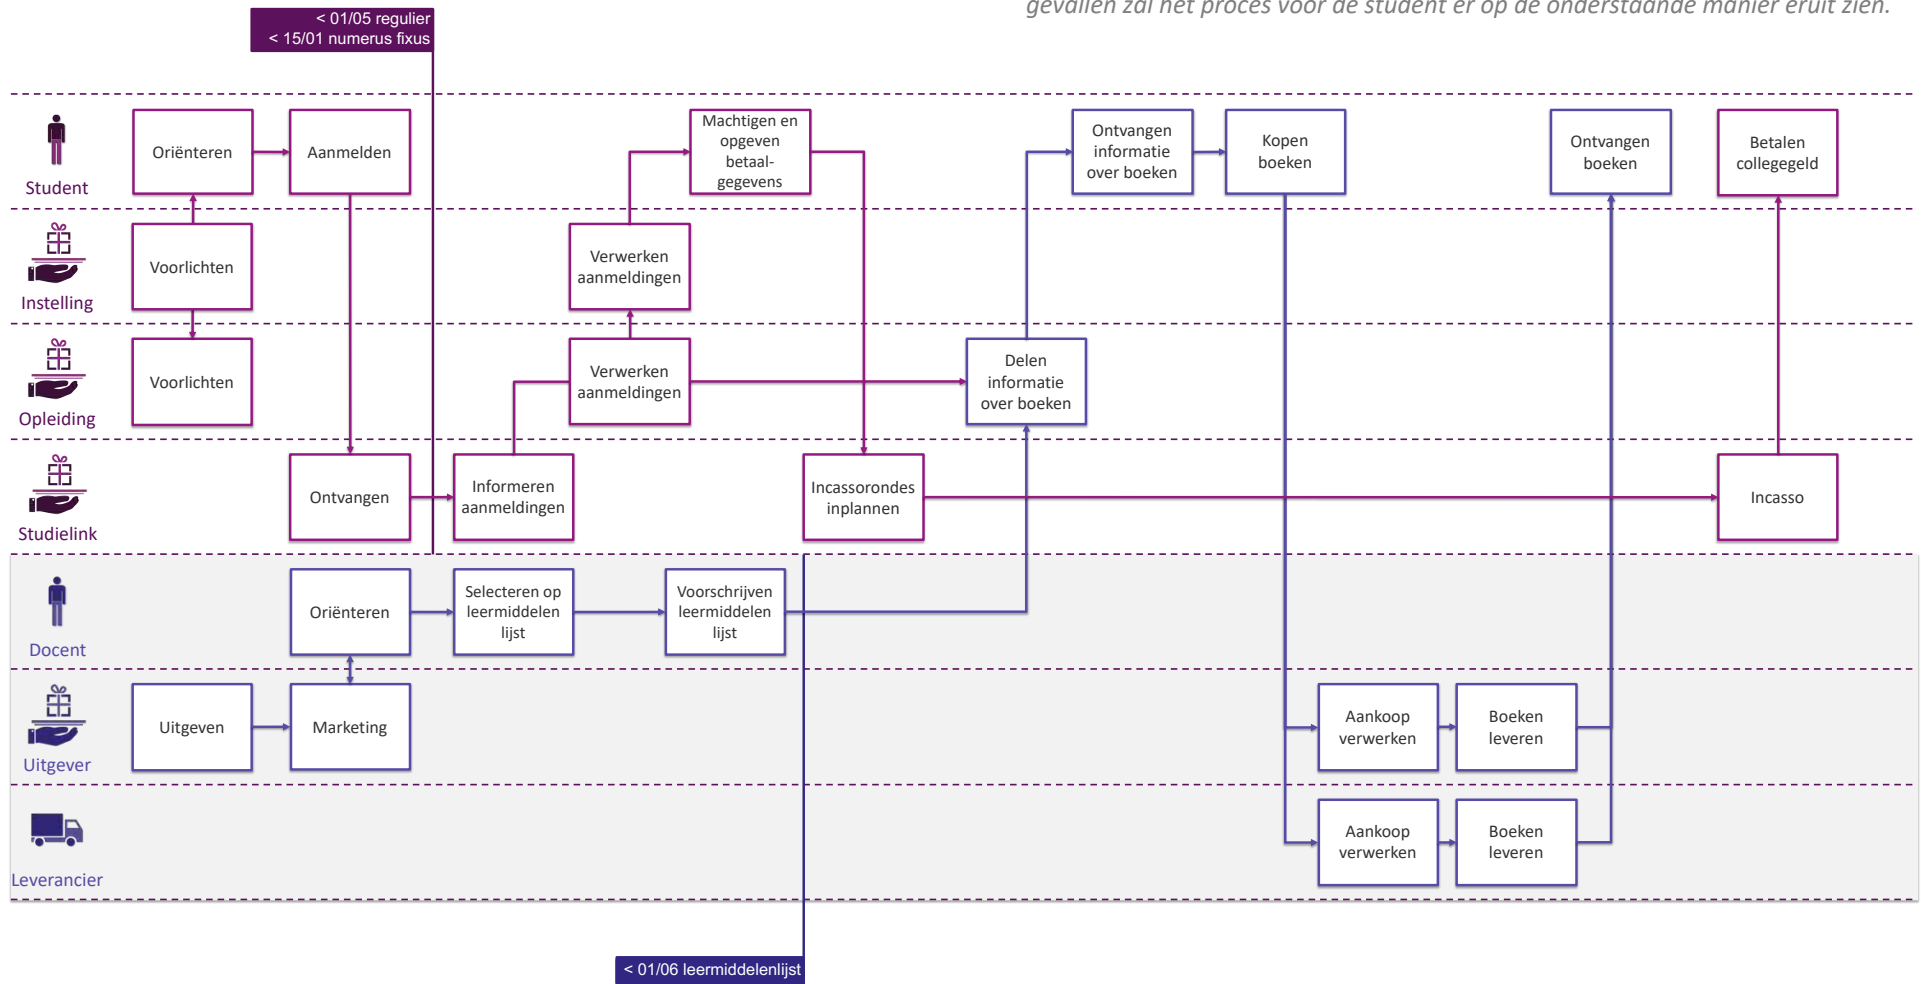 gevallen zal het proces voor de student er op de onderstaande manier eruit zien.
< 01/05 regulier
< 15/01 numerus fixus
Student
Oriënteren
Aanmelden
Machtigen en
opgeven
betaal-
gegevens
Ontvangen
informatie
over boeken
Kopen
boeken
Ontvangen
boeken
Betalen
collegegeld
Instelling
Voorlichten
Verwerken
aanmeldingen
Opleiding
Voorlichten
Verwerken
aanmeldingen
Delen
informatie
over boeken
Studielink
Ontvangen
Informeren
aanmeldingen
Incassorondes
inplannen
Incasso
Docent
Oriënteren
Selecteren op
leermiddelen
lijst
Voorschrijven
leermiddelen
lijst
Uitgever
Uitgeven
Marketing
Aankoop
verwerken
Boeken
leveren
Leverancier
Aankoop
verwerken
Boeken
leveren
< 01/06 leermiddelenlijst